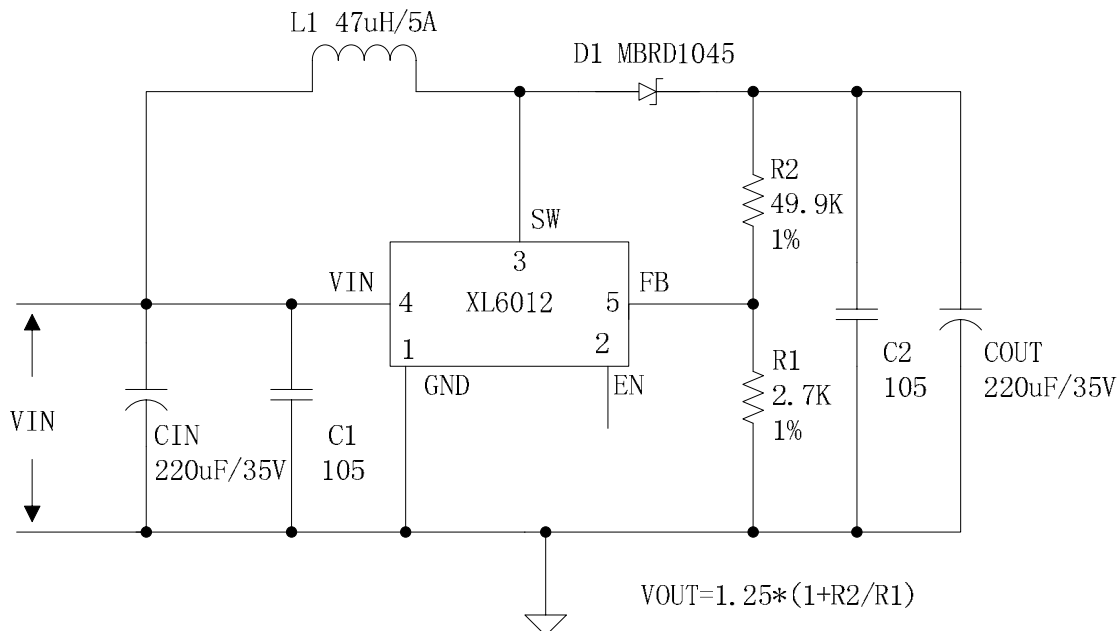 L1 47uH/5A
D1 MBRD1045
R2
49.9K
1%
SW
3
VIN
4
XL6012
5
FB
1
2
GND
EN
R1
2.7K
1%
C2
105
COUT
220uF/35V
VIN
CIN
220uF/35V
C1
105
VOUT=1.25*(1+R2/R1)